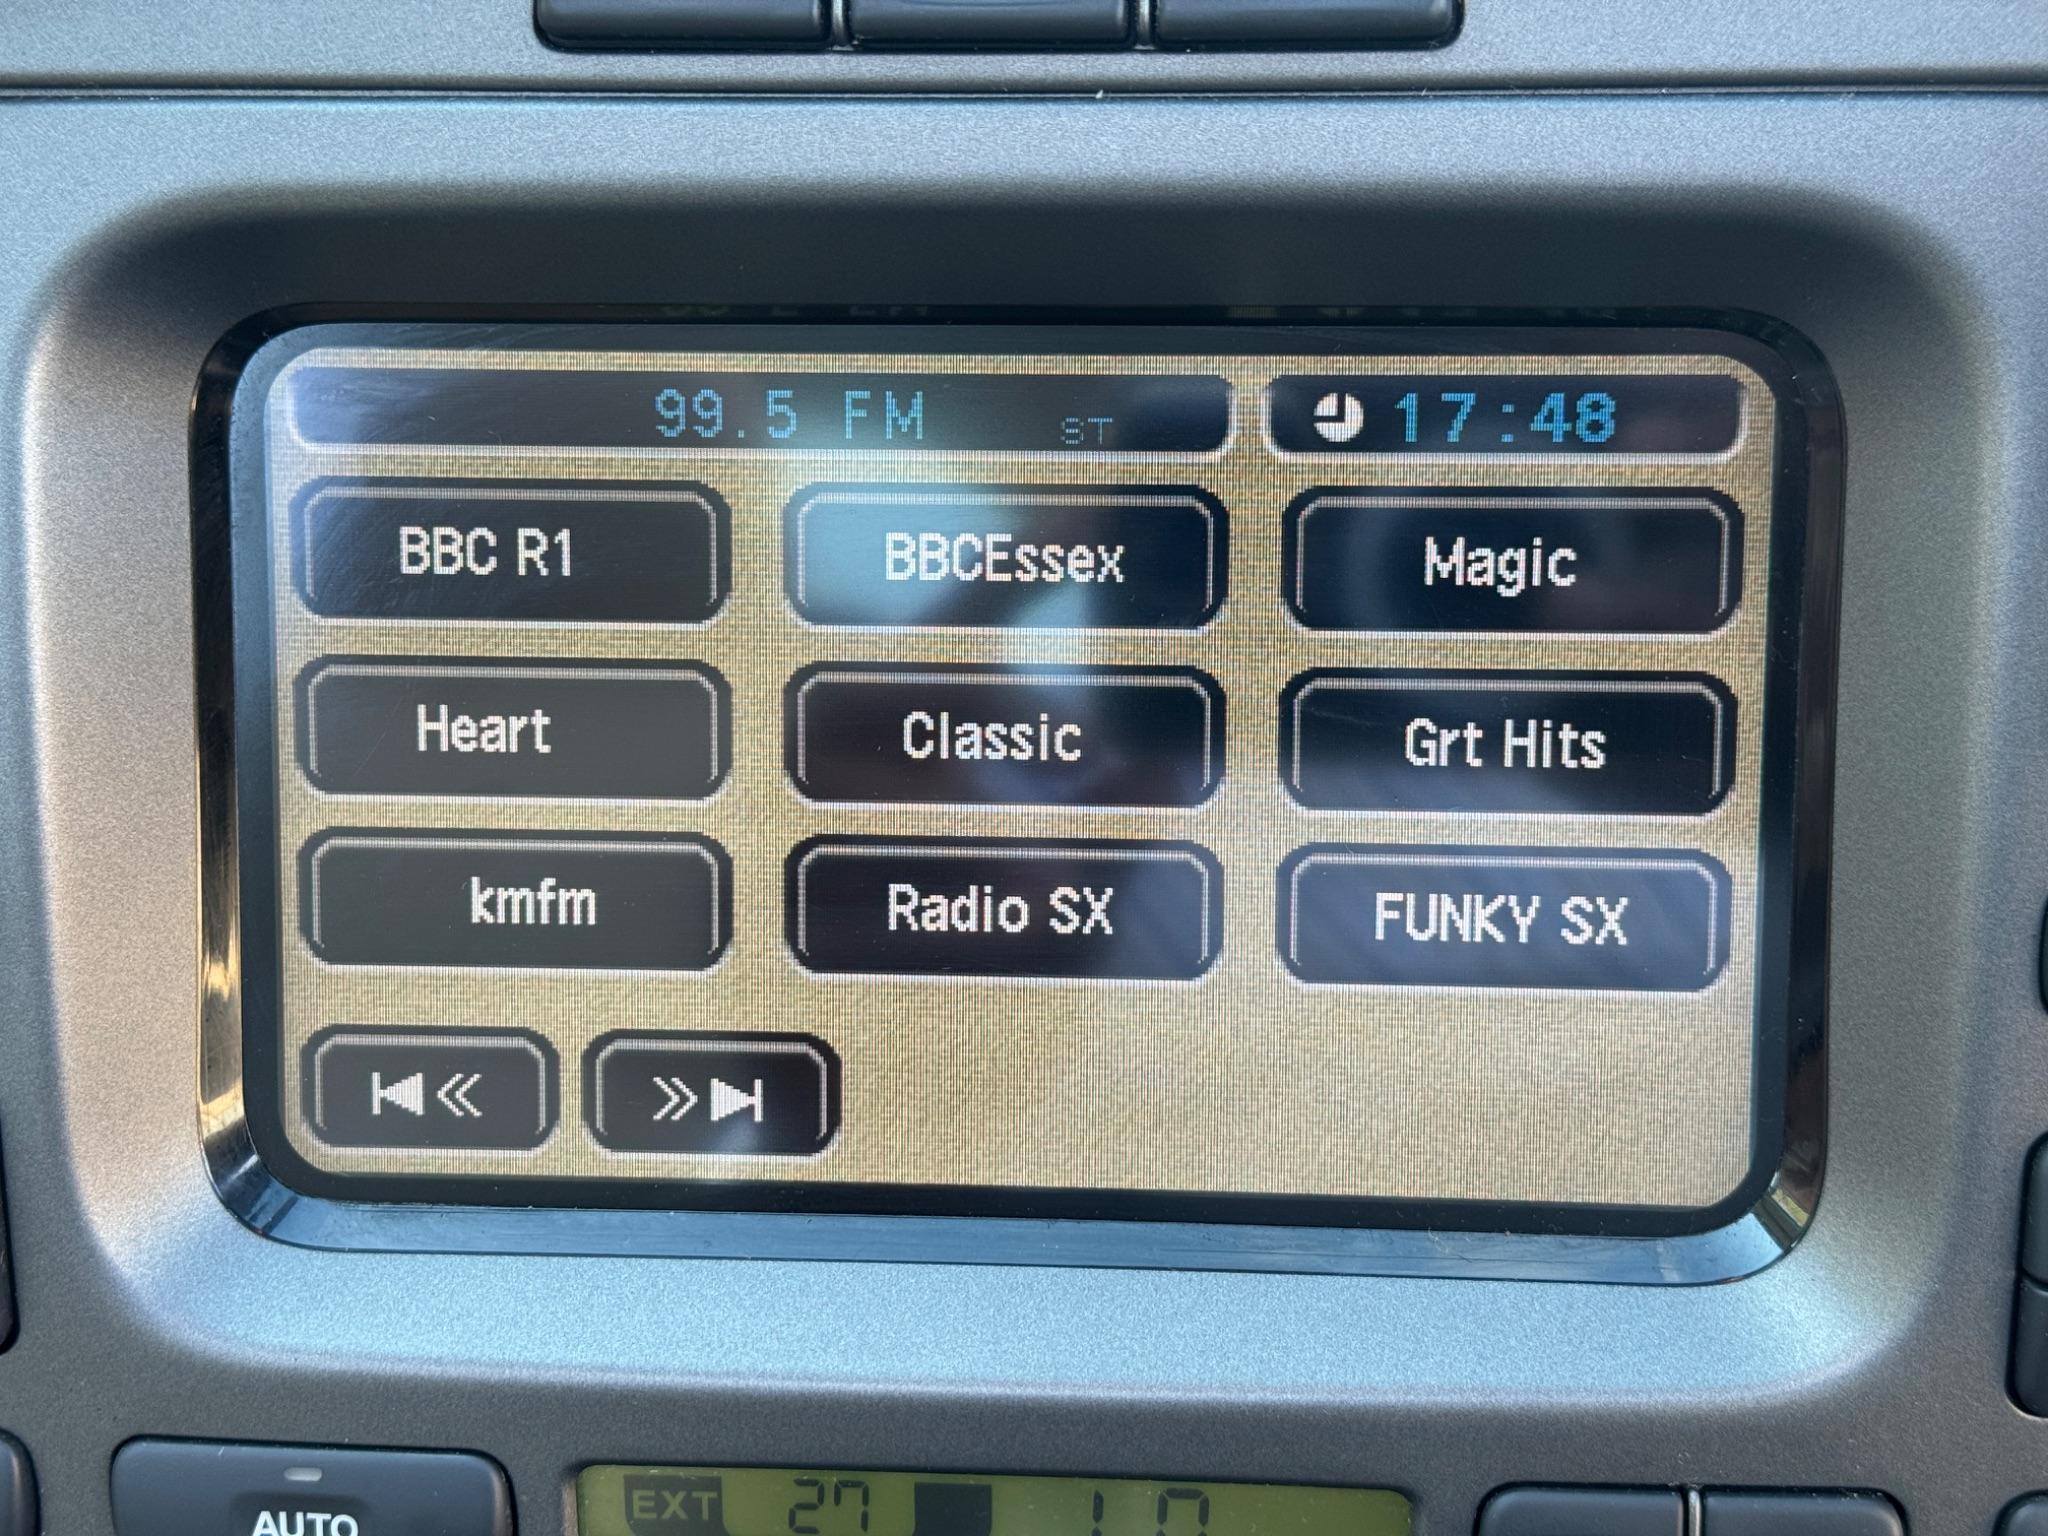 99.5 FM ST 17:48
BBC R1 BBCEssex Magic
Heart Classic Grt Hits
kmfm Radio SX FUNKY SX
AUTO EXT 27